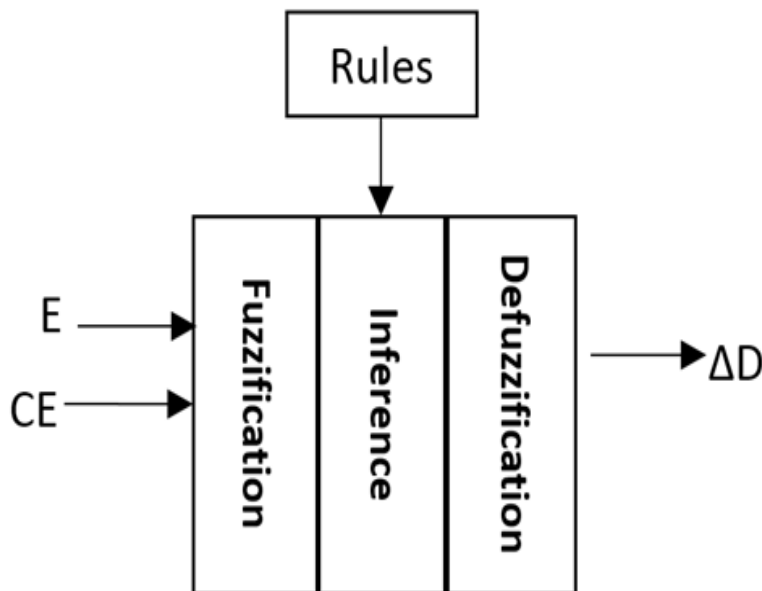 Rules
E
CE
Fuzzification
Inference
Defuzzification
ΔD